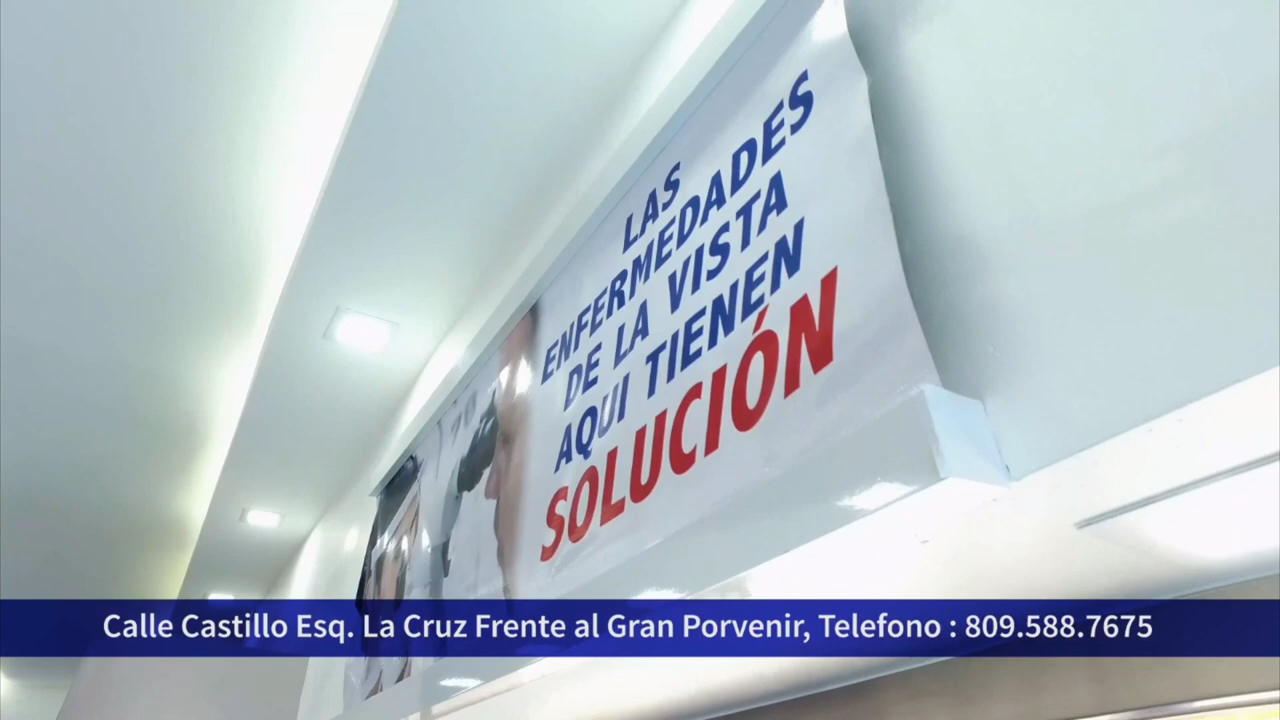 LAS
ENFERMEDADES
DE LA VISTA
AQUI TIENEN
SOLUCIÓN
Calle Castillo Esq. La Cruz Frente al Gran Porvenir, Telefono : 809.588.7675